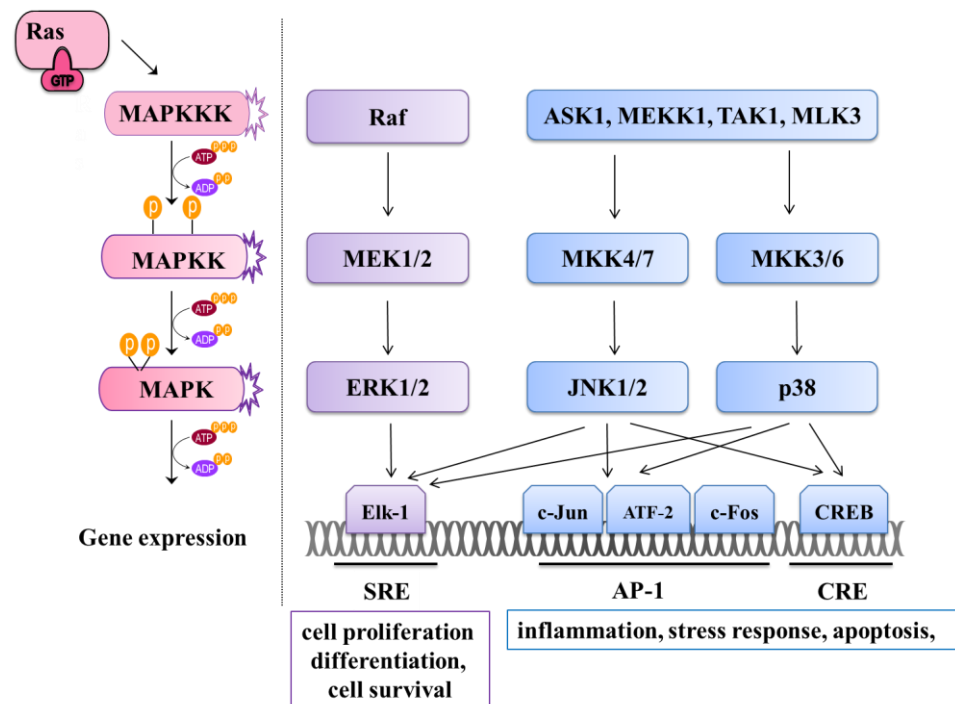 Ras
GTP
MAPKKK
ATP P P P
ADP P P
P P
MAPKK
ATP P P P
ADP P P
P P
MAPK
ATP P P P
ADP P P
Gene expression
Raf
ASK1, MEKK1, TAK1, MLK3
MEK1/2
MKK4/7
MKK3/6
ERK1/2
JNK1/2
p38
Elk-1
c-Jun
ATF-2
c-Fos
CREB
SRE
AP-1
CRE
cell proliferation
differentiation,
cell survival
inflammation, stress response, apoptosis,